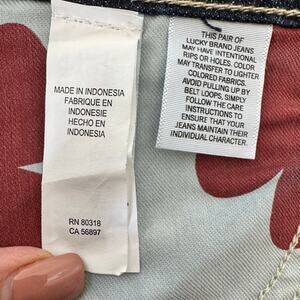 MADE IN INDONESIA
FABRIQUE EN
INDONESIE
HECHO EN
INDONESIA
RN 80318
CA 56897
THIS PAIR OF
LUCKY BRAND JEANS
MAY HAVE INTENTIONAL
RIPS OR HOLES. COLOR
MAY TRANSFER TO LIGHTER
COLORED FABRICS.
AVOID PULLING UP BY
BELT LOOPS, SIMPLY
FOLLOW THE CARE
INSTRUCTIONS TO
ENSURE THAT YOUR
JEANS MAINTAIN THEIR
INDIVIDUAL CHARACTER.